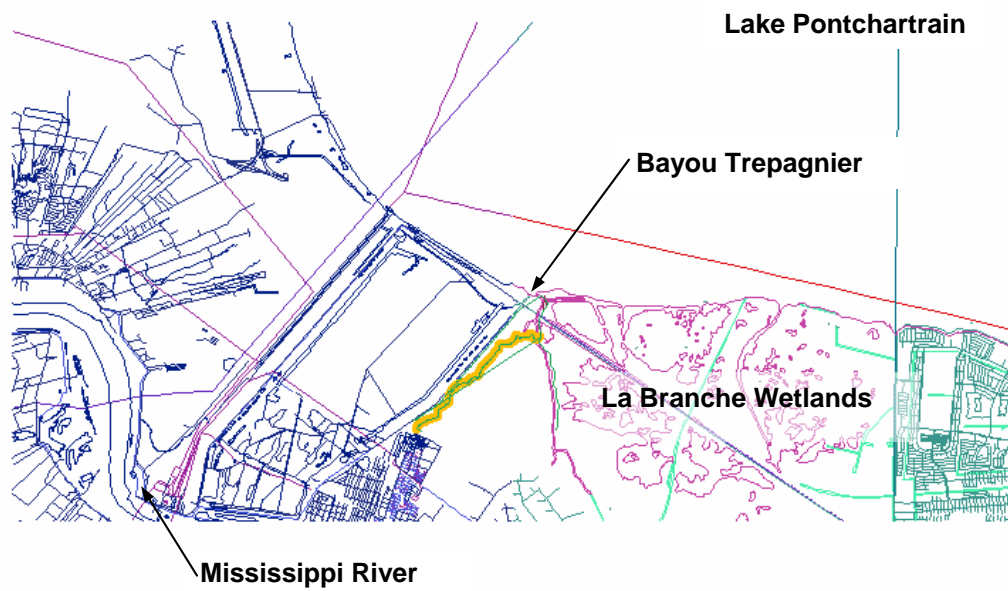 Lake Pontchartrain
Bayou Trepagnier
La Branche Wetlands
Mississippi River